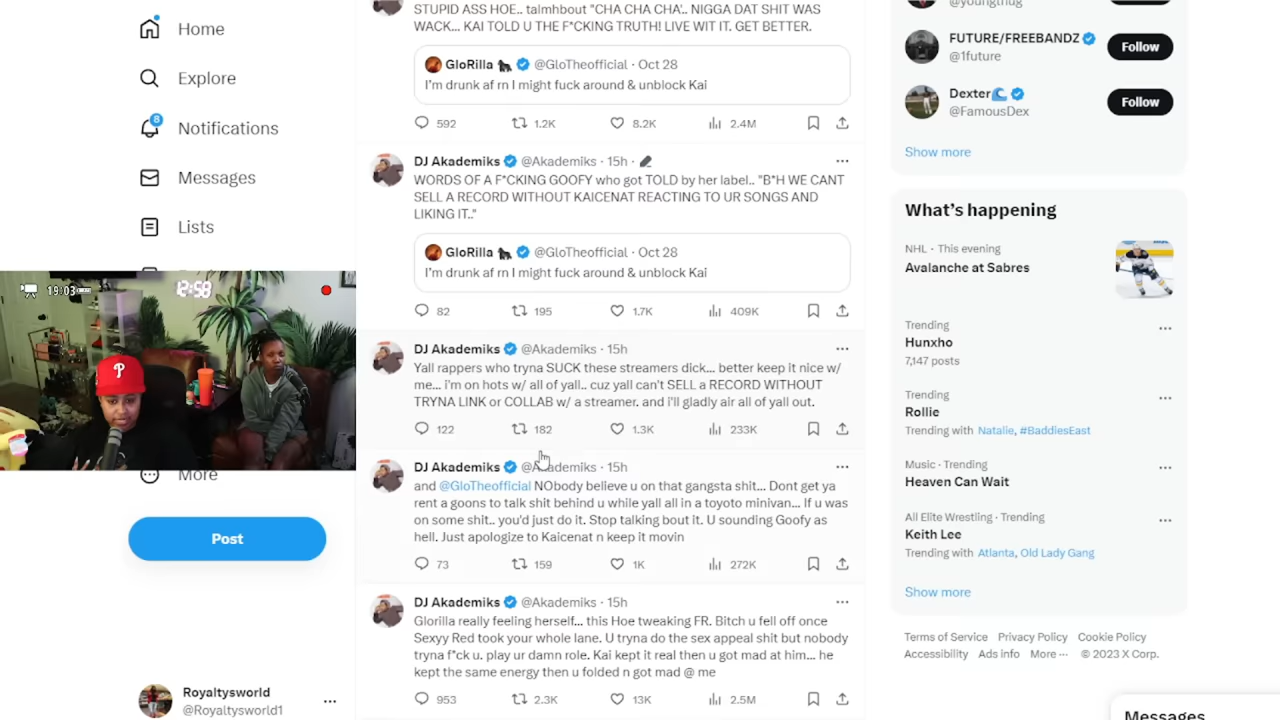 Home
Explore
8
Notifications
Messages
Lists
19:03
12:58
P
More
Post
Royaltysworld
@Royaltysworld1
STUPID ASS HOE.. talmhbout "CHA CHA CHA'.. NIGGA DAT SHIT WAS
WACK... KAI TOLD U THE F*CKING TRUTH! LIVE WIT IT. GET BETTER.
GloRilla @GloTheofficial · Oct 28
I'm drunk af rn I might fuck around & unblock Kai
592 1.2K 8.2K 2.4M
DJ Akademiks @Akademiks · 15h ·
WORDS OF A F*CKING GOOFY who got TOLD by her label.. "B*H WE CANT
SELL A RECORD WITHOUT KAICENAT REACTING TO UR SONGS AND
LIKING IT.."
GloRilla @GloTheofficial · Oct 28
I'm drunk af rn I might fuck around & unblock Kai
82 195 1.7K 409K
DJ Akademiks @Akademiks · 15h
Yall rappers who tryna SUCK these streamers dick... better keep it nice w/
me... i'm on hots w/ all of yall.. cuz yall can't SELL a RECORD WITHOUT
TRYNA LINK or COLLAB w/ a streamer. and i'll gladly air all of yall out.
122 182 1.3K 233K
DJ Akademiks @Akademiks · 15h
and @GloTheofficial NObody believe u on that gangsta shit... Dont get ya
rent a goons to talk shit behind u while yall all in a toyoto minivan... If u was
on some shit.. you'd just do it. Stop talking bout it. U sounding Goofy as
hell. Just apologize to Kaicenat n keep it movin
73 159 1K 272K
DJ Akademiks @Akademiks · 15h
Glorilla really feeling herself... this Hoe tweaking FR. Bitch u fell off once
Sexyy Red took your whole lane. U tryna do the sex appeal shit but nobody
tryna f*ck u. play ur damn role. Kai kept it real then u got mad at him... he
kept the same energy then u folded n got mad @ me
953 2.3K 13K 2.5M
@youngthug
FUTURE/FREEBANDZ
@1future
Follow
Dexter
@FamousDex
Follow
Show more
What's happening
NHL · This evening
Avalanche at Sabres
Trending
Hunxho
7,147 posts
Trending
Rollie
Trending with Natalie, #BaddiesEast
Music · Trending
Heaven Can Wait
All Elite Wrestling · Trending
Keith Lee
Trending with Atlanta, Old Lady Gang
Show more
Terms of Service Privacy Policy Cookie Policy
Accessibility Ads info More ··· © 2023 X Corp.
Messages